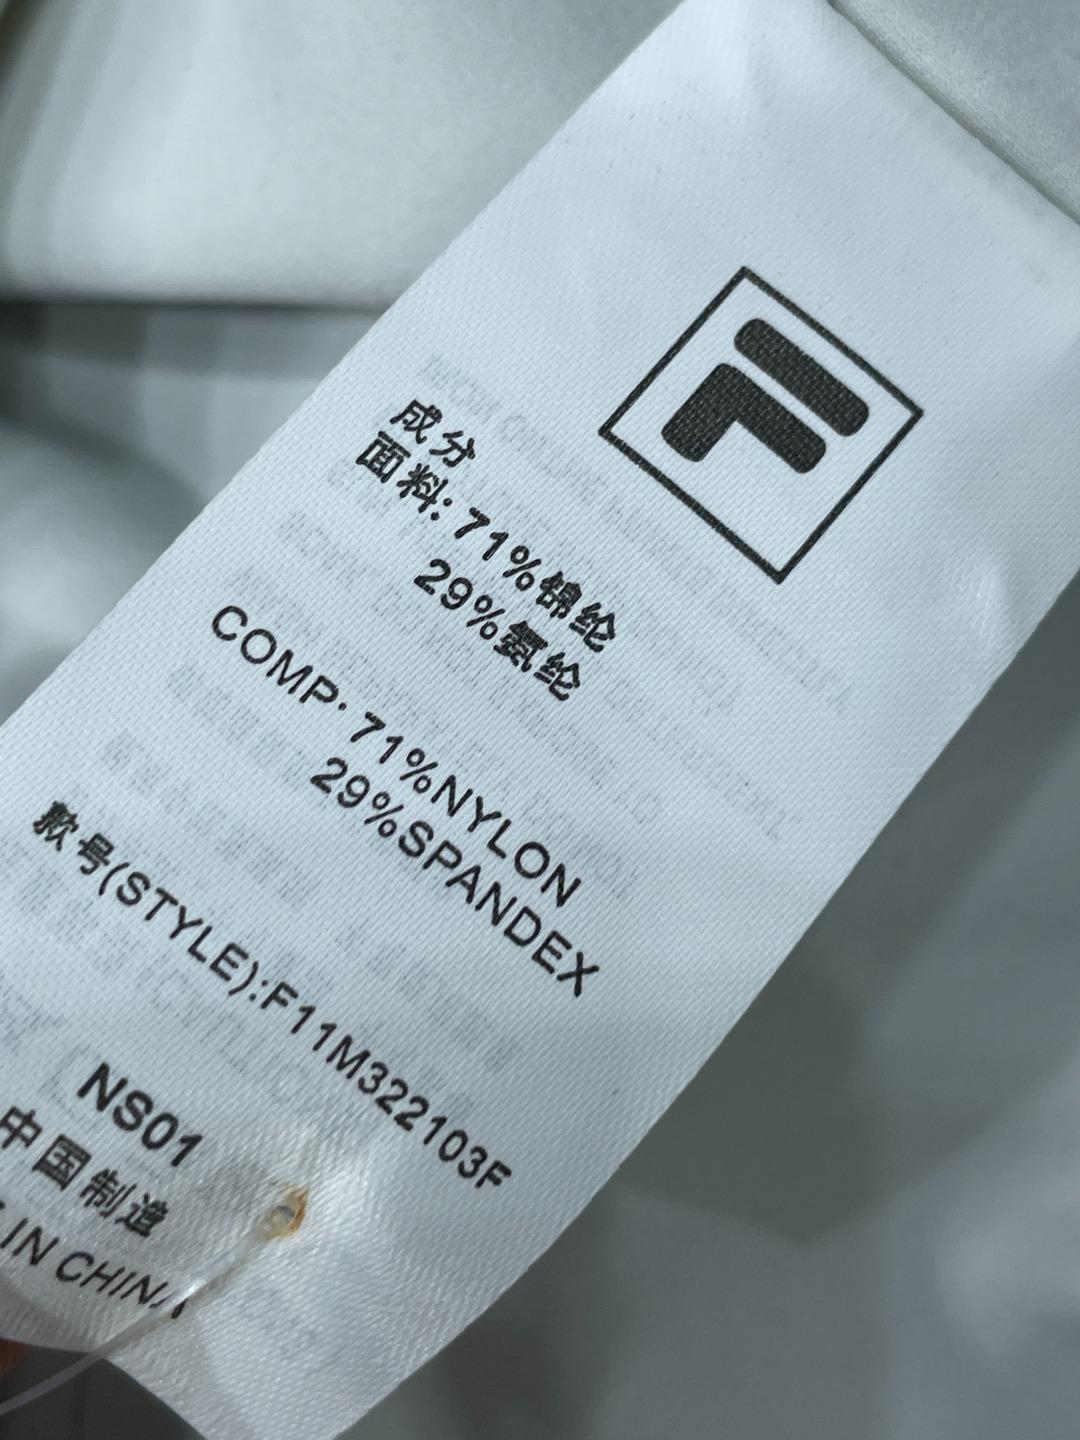 F
成分
面料: 71%锦纶
29%氨纶
COMP: 71%NYLON
29%SPANDEX
款号(STYLE):F11M322103F
NS01
中国制造
IN CHINA